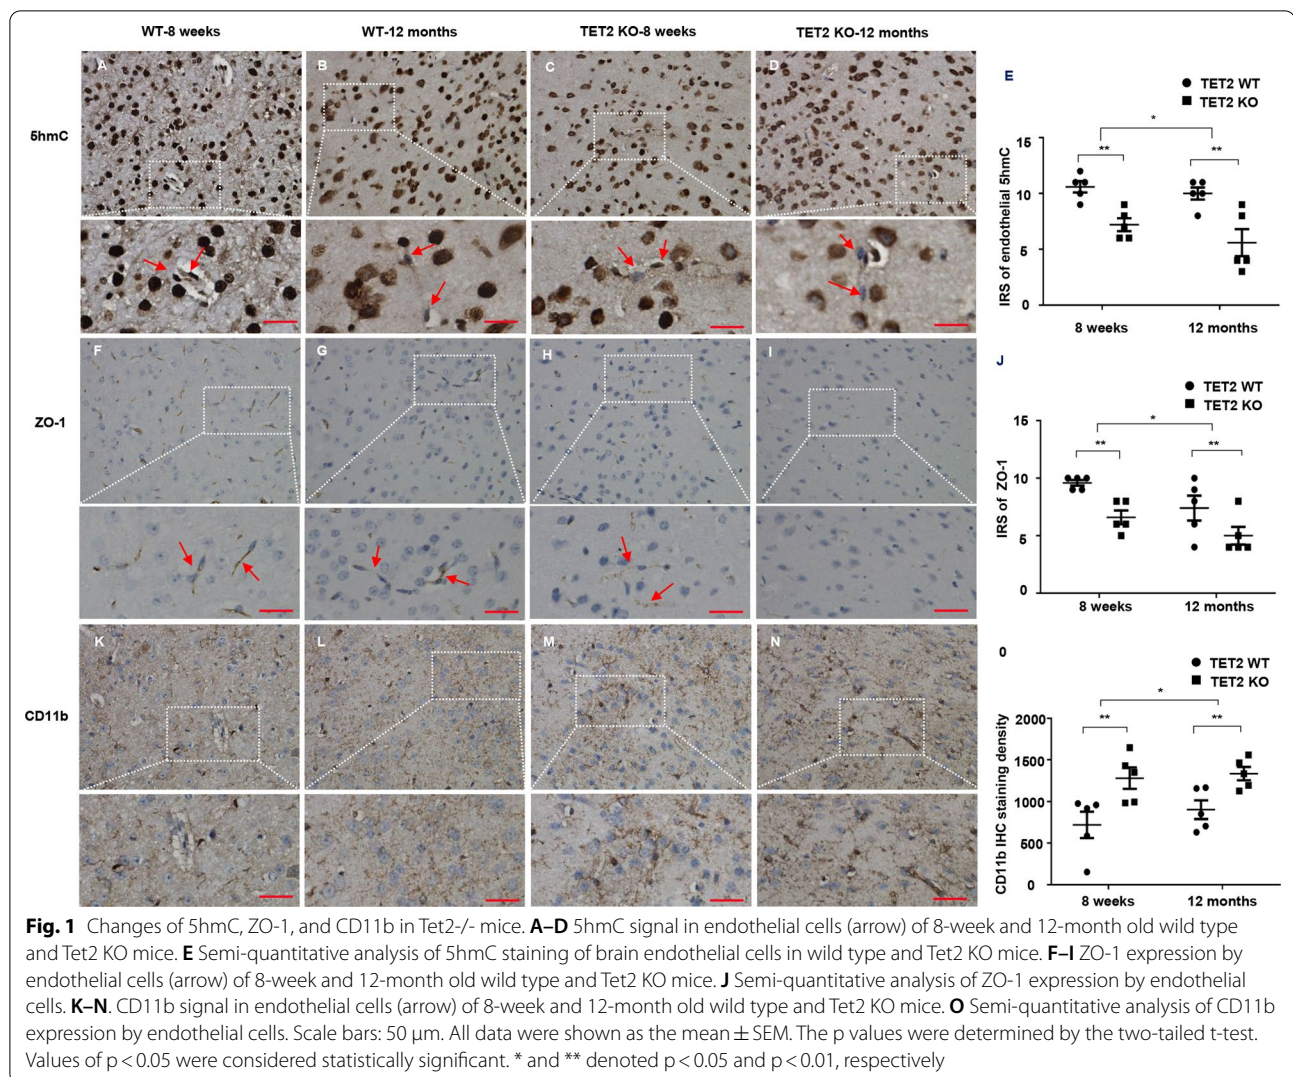 WT-8 weeks
WT-12 months
TET2 KO-8 weeks
TET2 KO-12 months
5hmC
A
B
C
D
E
TET2 WT
TET2 KO
IRS of endothelial 5hmC
15
10
5
0
*
**
**
8 weeks
12 months
ZO-1
F
G
H
I
J
TET2 WT
TET2 KO
IRS of ZO-1
15
10
5
0
*
**
**
8 weeks
12 months
CD11b
K
L
M
N
0
TET2 WT
TET2 KO
CD11b IHC staining density
2000
1500
1000
500
0
*
**
**
8 weeks
12 months
Fig. 1 Changes of 5hmC, ZO-1, and CD11b in Tet2-/- mice. A–D 5hmC signal in endothelial cells (arrow) of 8-week and 12-month old wild type
and Tet2 KO mice. E Semi-quantitative analysis of 5hmC staining of brain endothelial cells in wild type and Tet2 KO mice. F–I ZO-1 expression by
endothelial cells (arrow) of 8-week and 12-month old wild type and Tet2 KO mice. J Semi-quantitative analysis of ZO-1 expression by endothelial
cells. K–N. CD11b signal in endothelial cells (arrow) of 8-week and 12-month old wild type and Tet2 KO mice. O Semi-quantitative analysis of CD11b
expression by endothelial cells. Scale bars: 50 µm. All data were shown as the mean ± SEM. The p values were determined by the two-tailed t-test.
Values of p < 0.05 were considered statistically significant. * and ** denoted p < 0.05 and p < 0.01, respectively